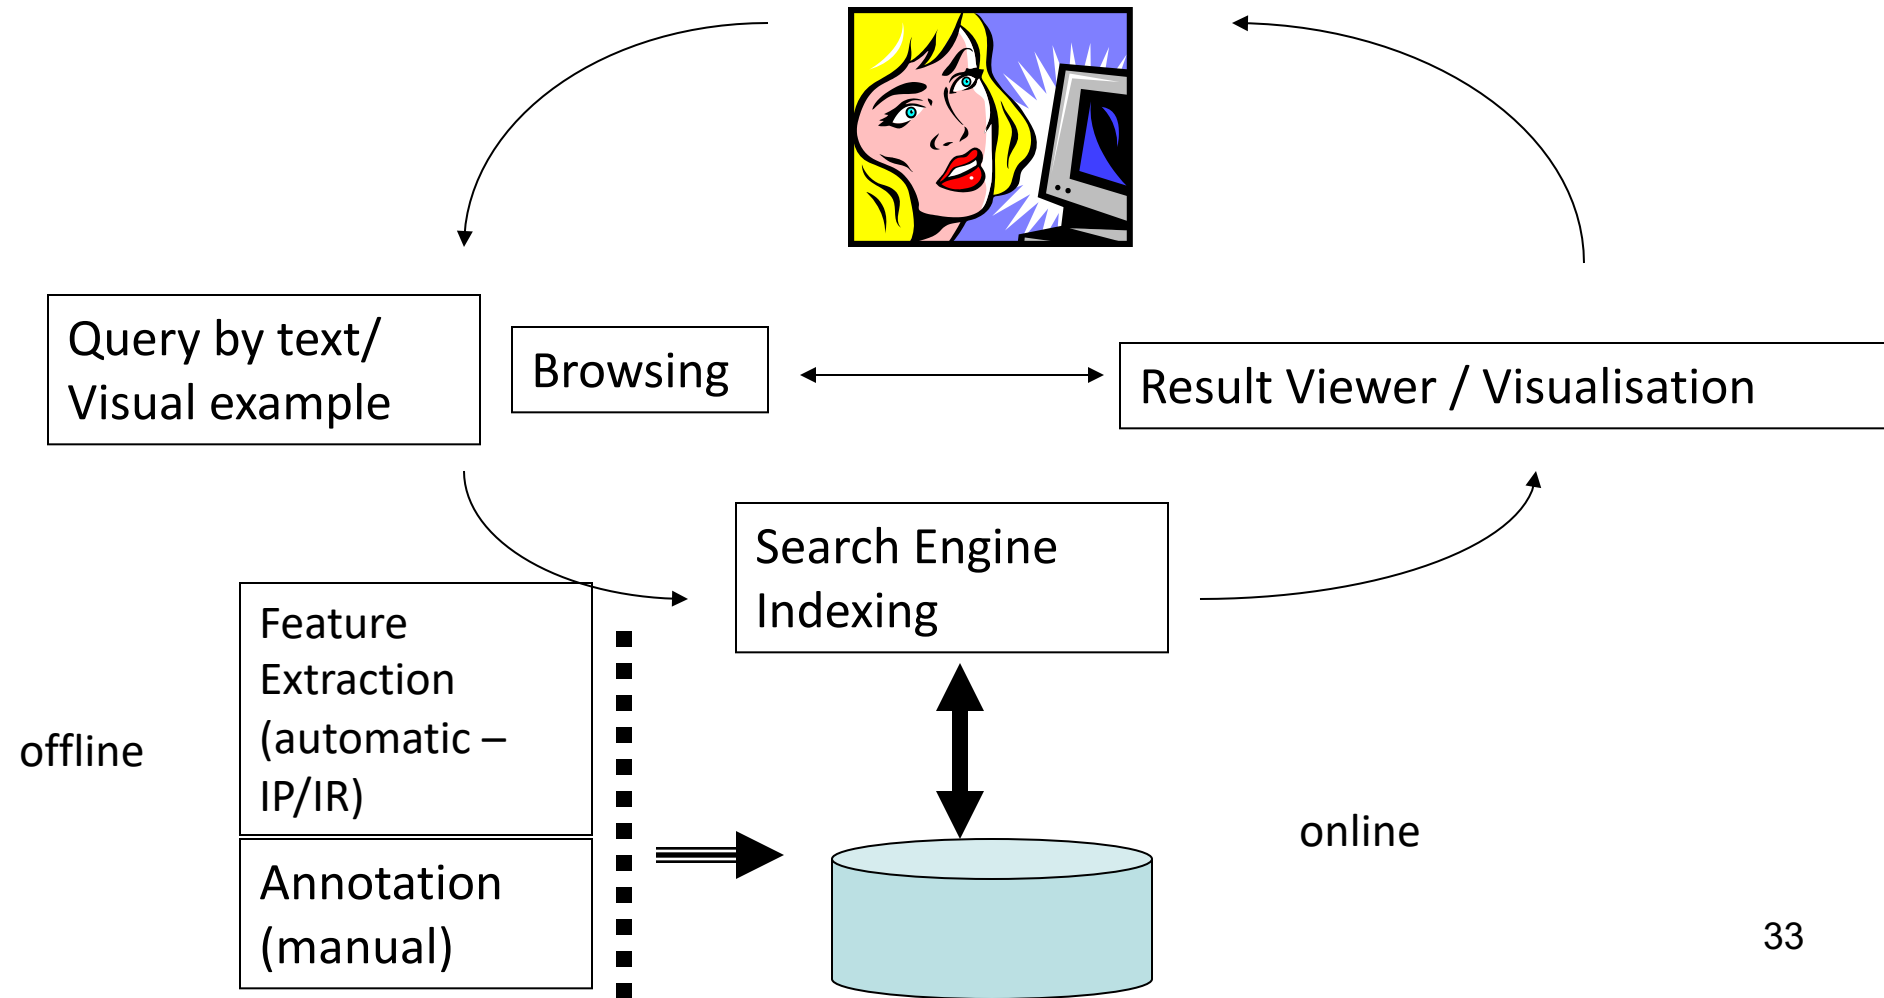 Query by text/
Visual example
Browsing
Result Viewer / Visualisation
Search Engine
Indexing
Feature
Extraction
(automatic –
IP/IR)
offline
Annotation
(manual)
online
33